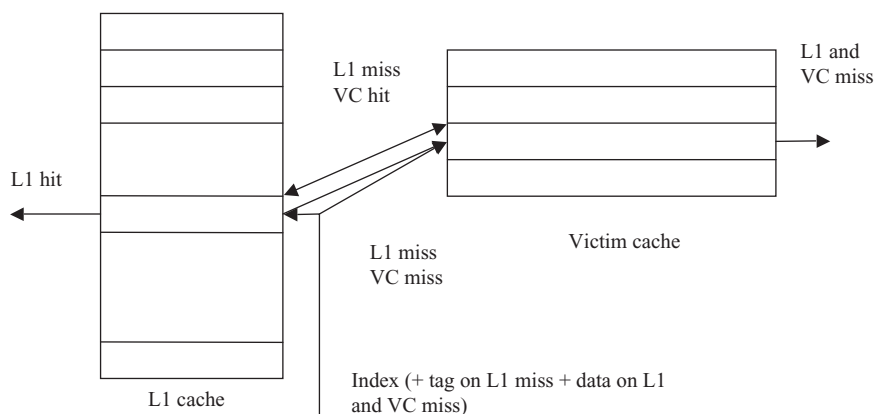 L1 miss
VC hit
L1 and
VC miss
L1 hit
Victim cache
L1 miss
VC miss
Index (+ tag on L1 miss + data on L1
and VC miss)
L1 cache